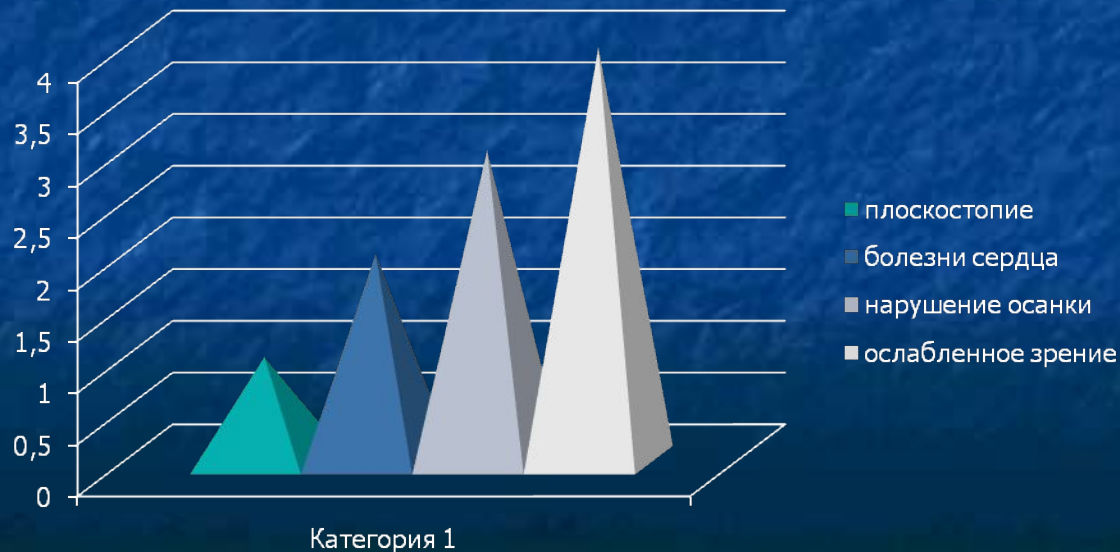 4
3,5
3
2,5
2
1,5
1
0,5
0
Категория 1
плоскостопие
болезни сердца
нарушение осанки
ослабленное зрение